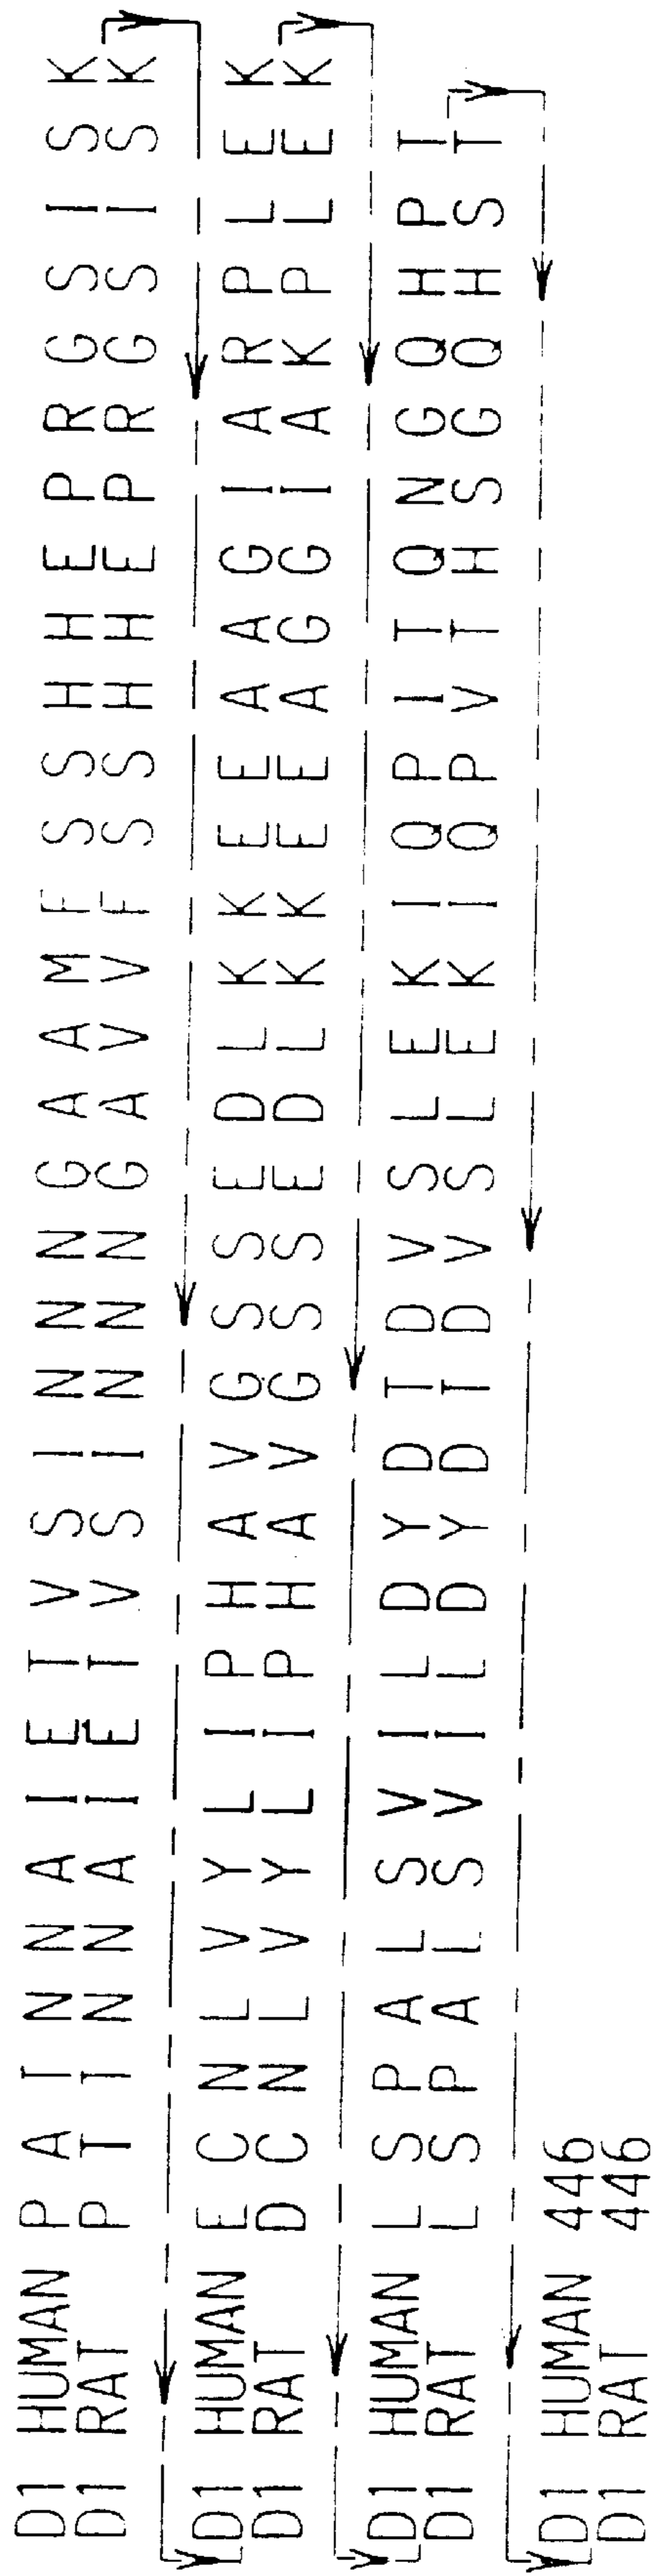 D1 HUMAN P A T N N A I E T V S I N N N G A A M F S S H H E P R G S I S K
D1 RAT P T T N N A I E T V S I N N N G A V V F S S H H E P R G S I S K
D1 HUMAN E C N L V Y L I P H A V G S S E D L K K E E A A G I A R P L E K
D1 RAT D C N L V Y L I P H A V G S S E D L K K E E A G G I A K P L E K
D1 HUMAN L S P A L S V I L D Y D T D V S L E K I Q P I T Q N G Q H P T
D1 RAT L S P A L S V I L D Y D T D V S L E K I Q P V T H S G Q H S T
D1 HUMAN 446
D1 RAT 446